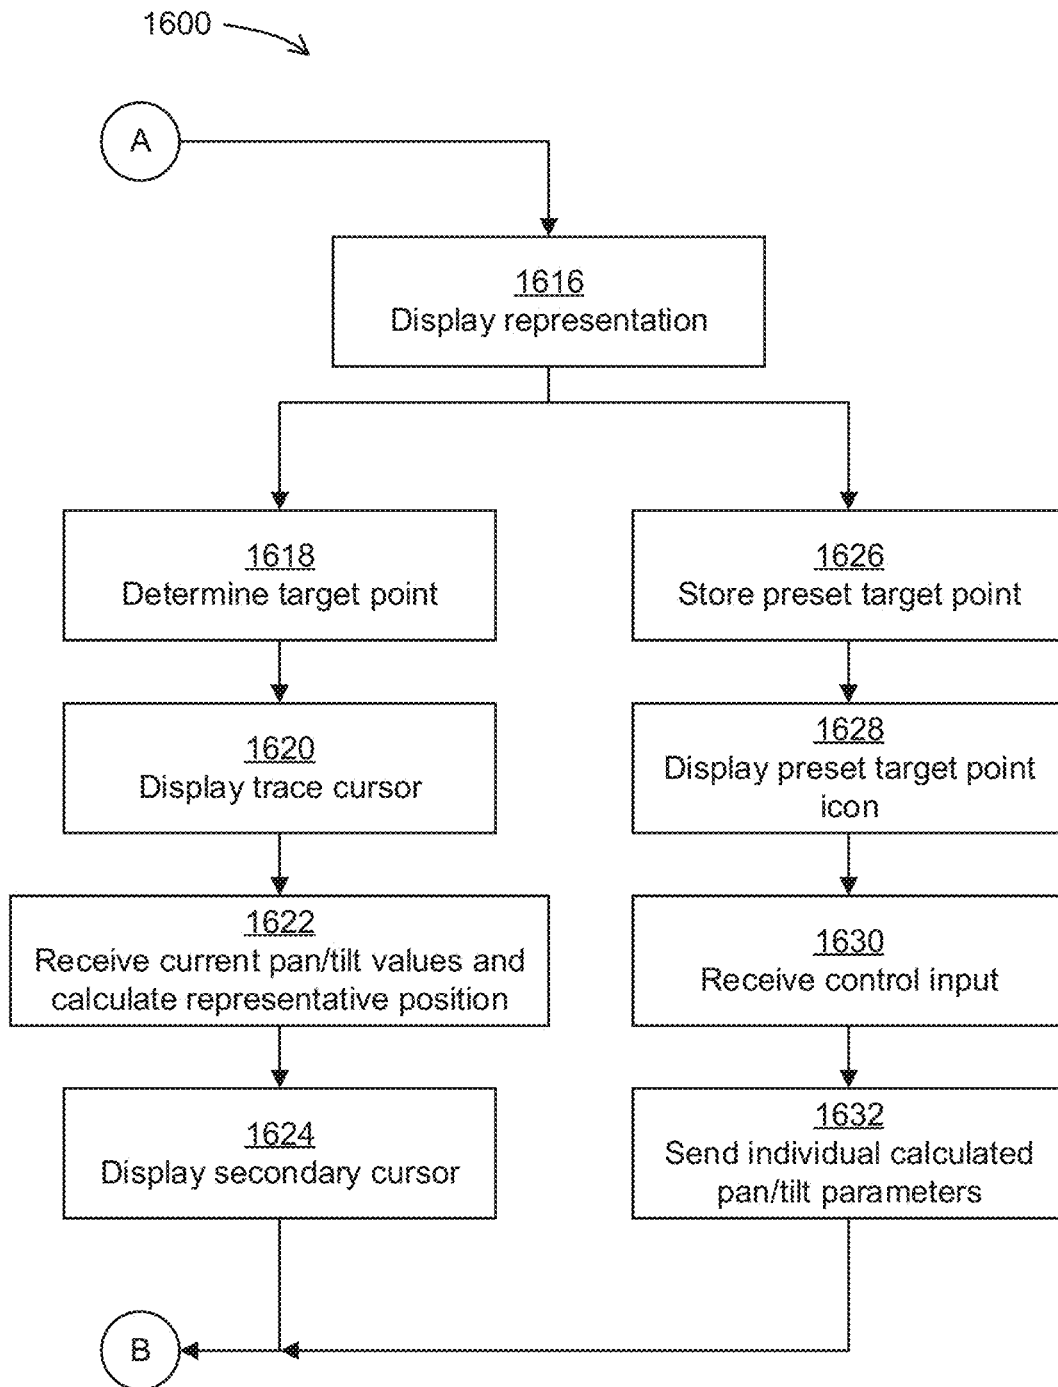 1600
A
1616
Display representation
1618
Determine target point
1620
Display trace cursor
1622
Receive current pan/tilt values and
calculate representative position
1624
Display secondary cursor
1626
Store preset target point
1628
Display preset target point
icon
1630
Receive control input
1632
Send individual calculated
pan/tilt parameters
B